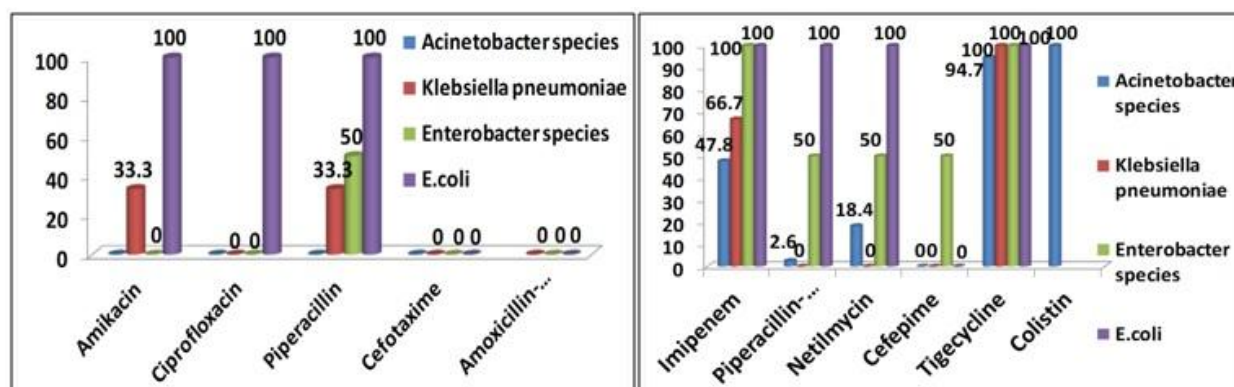 100
80
60
40
20
0
33.3
0
100
0 0
100
33.3
50
100
0 0 0
0 0 0
Amikacin
Ciprofloxacin
Piperacillin
Cefotaxime
Amoxicillin-...
Acinetobacter species
Klebsiella pneumoniae
Enterobacter species
E.coli
100
90
80
70
60
50
40
30
20
10
0
47.8
66.7
100
100
2.6
0
50
100
18.4
0
50
100
00
50
0
94.7
100
100
100
100
Imipenem
Piperacillin-...
Netilmycin
Cefepime
Tigecycline
Colistin
Acinetobacter
species
Klebsiella
pneumoniae
Enterobacter
species
E.coli